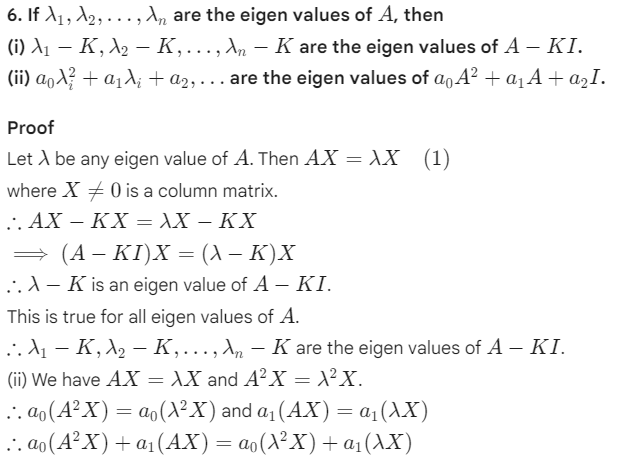 6. If λ₁, λ₂, . . . , λₙ are the eigen values of A, then
(i) λ₁ − K, λ₂ − K, . . . , λₙ − K are the eigen values of A − KI.
(ii) a₀λᵢ² + a₁λᵢ + a₂, . . . are the eigen values of a₀A² + a₁A + a₂I.
Proof
Let λ be any eigen value of A. Then AX = λX (1)
where X ≠ 0 is a column matrix.
∴ AX − KX = λX − KX
⟹ (A − KI)X = (λ − K)X
∴ λ − K is an eigen value of A − KI.
This is true for all eigen values of A.
∴ λ₁ − K, λ₂ − K, . . . , λₙ − K are the eigen values of A − KI.
(ii) We have AX = λX and A²X = λ²X.
∴ a₀(A²X) = a₀(λ²X) and a₁(AX) = a₁(λX)
∴ a₀(A²X) + a₁(AX) = a₀(λ²X) + a₁(λX)